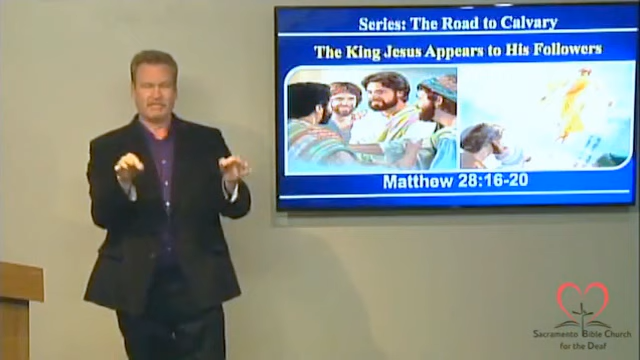 Series: The Road to Calvary
The King Jesus Appears to His Followers
Matthow 28:16-20
Sacramento Bible Church
for the Deaf